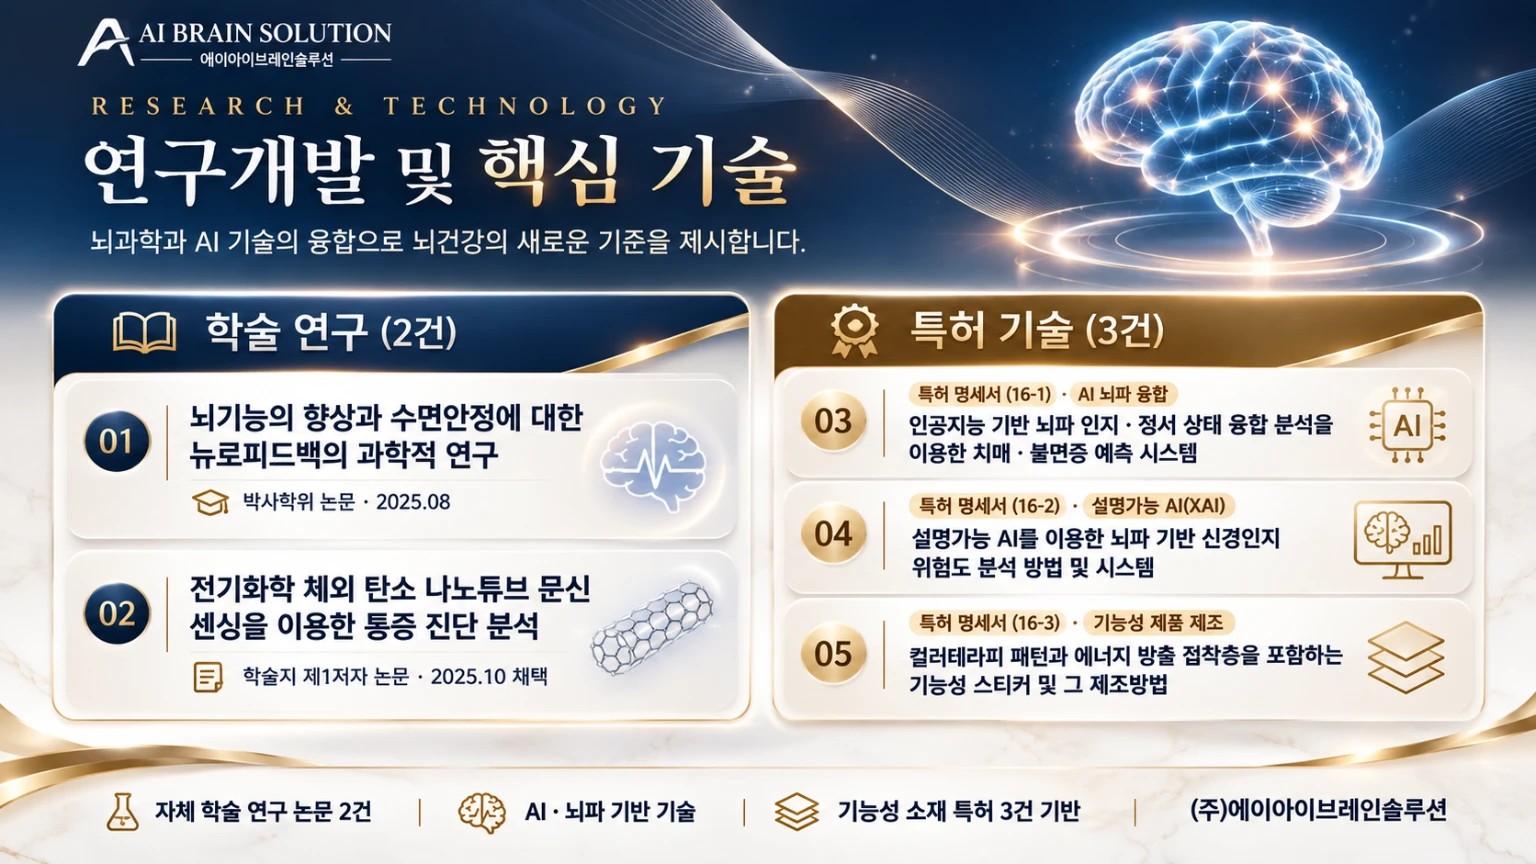 AI BRAIN SOLUTION
에이아이브레인솔루션
RESEARCH & TECHNOLOGY
연구개발 및 핵심 기술
뇌과학과 AI 기술의 융합으로 뇌건강의 새로운 기준을 제시합니다.
학술 연구 (2건)
01
뇌기능의 향상과 수면안정에 대한
뉴로피드백의 과학적 연구
박사학위 논문 · 2025.08
02
전기화학 체외 탄소 나노튜브 문신
센싱을 이용한 통증 진단 분석
학술지 제1저자 논문 · 2025.10 채택
특허 기술 (3건)
03
특허 명세서 (16-1) · AI 뇌파 융합
인공지능 기반 뇌파 인지 · 정서 상태 융합 분석을
이용한 치매 · 불면증 예측 시스템
AI
04
특허 명세서 (16-2) · 설명가능 AI(XAI)
설명가능 AI를 이용한 뇌파 기반 신경인지
위험도 분석 방법 및 시스템
05
특허 명세서 (16-3) · 기능성 제품 제조
컬러테라피 패턴과 에너지 방출 접착층을 포함하는
기능성 스티커 및 그 제조방법
자체 학술 연구 논문 2건
AI · 뇌파 기반 기술
기능성 소재 특허 3건 기반
(주)에이아이브레인솔루션